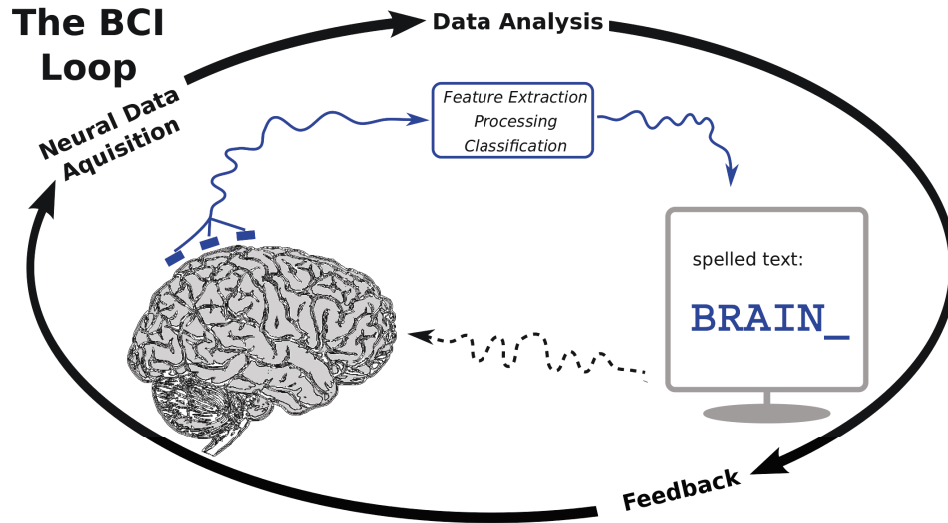 The BCI
Loop
Neural Data
Aquisition
Data Analysis
Feature Extraction
Processing
Classification
spelled text:
BRAIN_
Feedback